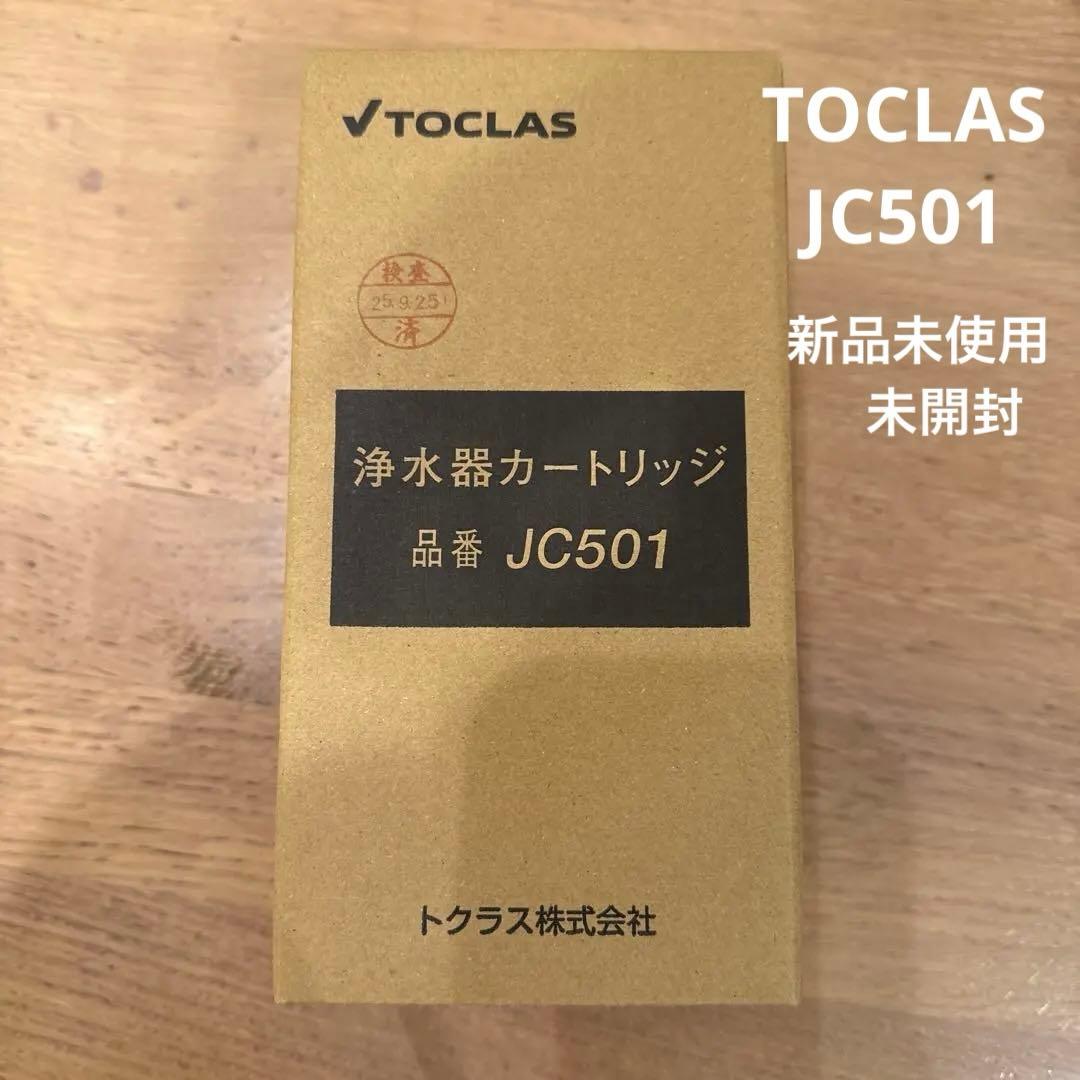 TOCLAS
検査
25.9.25
済
浄水器カートリッジ
品番 JC501
トクラス株式会社
TOCLAS
JC501
新品未使用
未開封